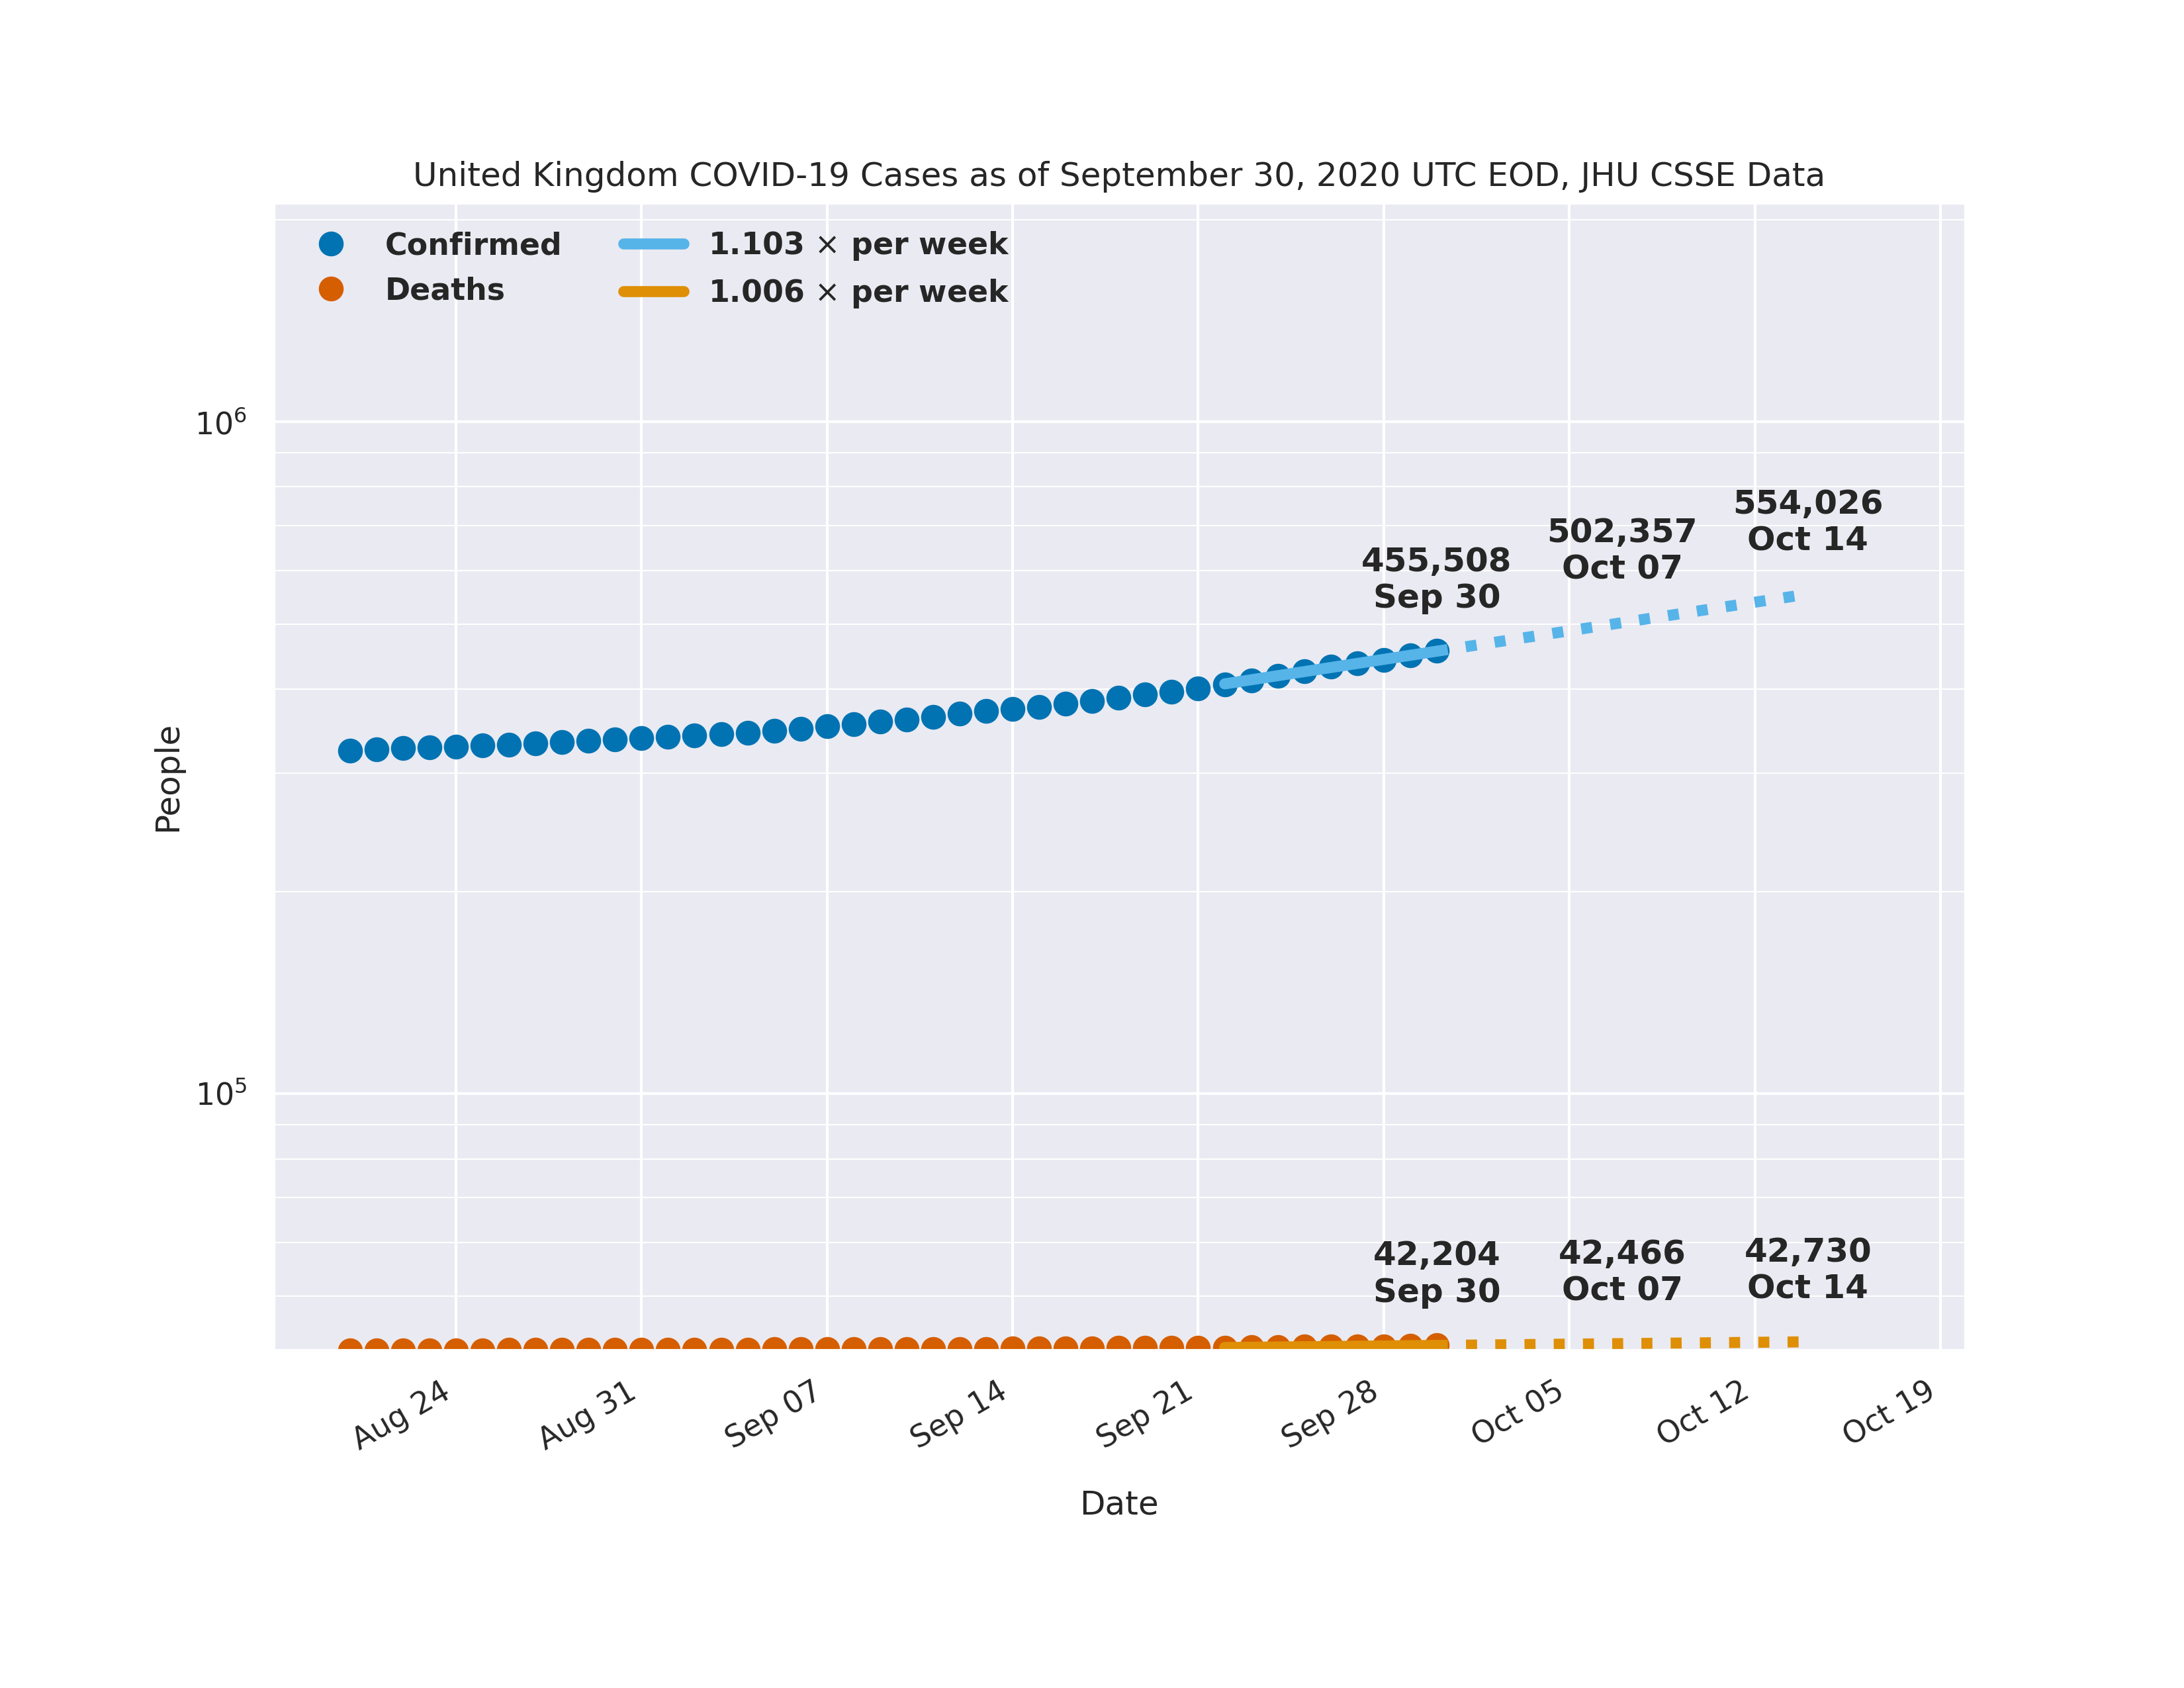 United Kingdom COVID-19 Cases as of September 30, 2020 UTC EOD, JHU CSSE Data
Confirmed
Deaths
1.103 × per week
1.006 × per week
10⁶
10⁵
People
554,026
Oct 14
502,357
Oct 07
455,508
Sep 30
42,204
Sep 30
42,466
Oct 07
42,730
Oct 14
Aug 24
Aug 31
Sep 07
Sep 14
Sep 21
Sep 28
Oct 05
Oct 12
Oct 19
Date